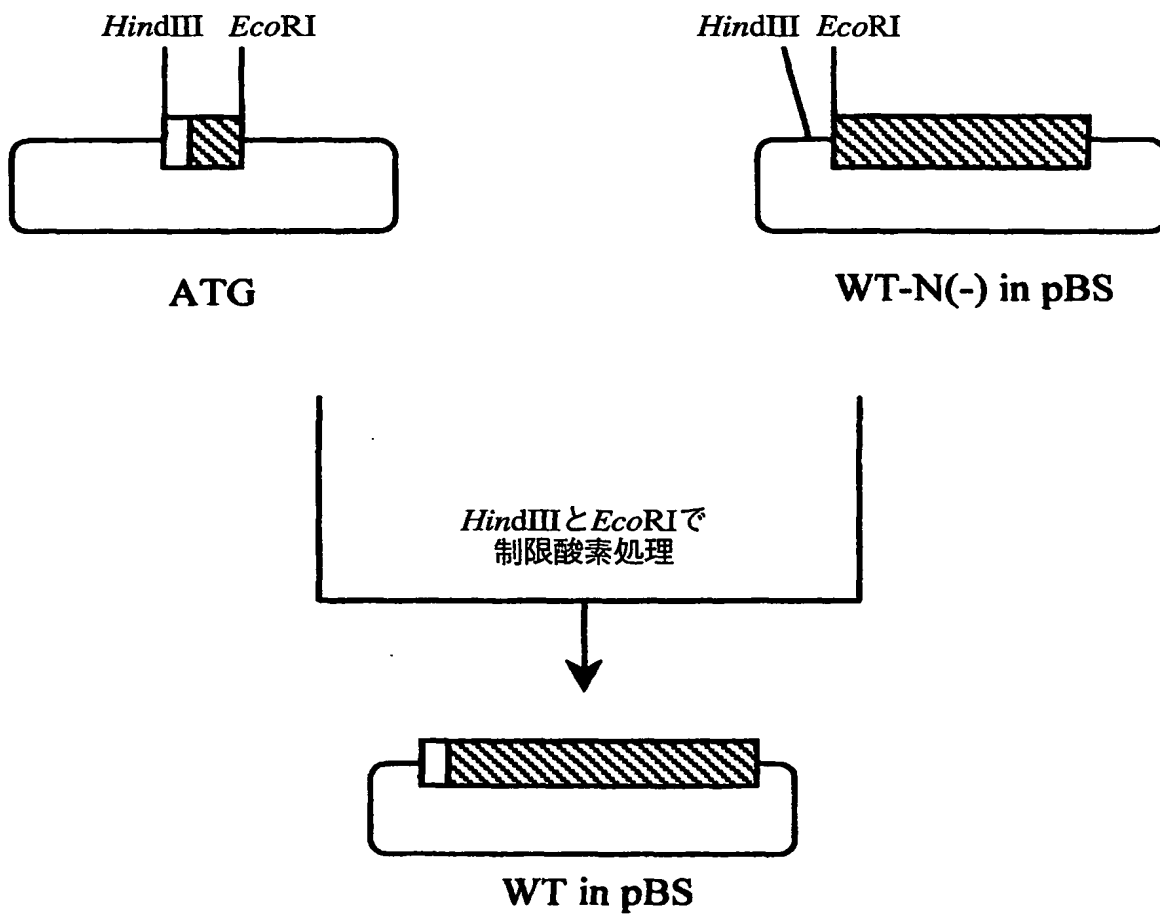 HindIII EcoRI
HindIII EcoRI
ATG
WT-N(-) in pBS
HindIIIとEcoRIで
制限酸素処理
WT in pBS